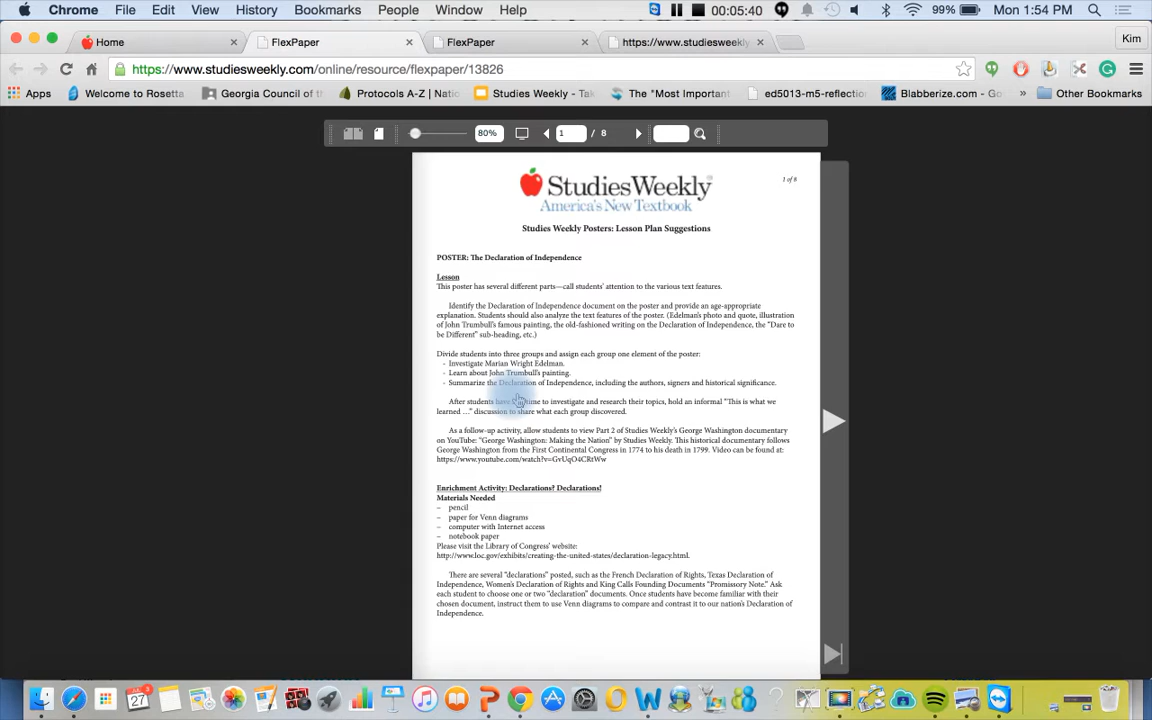 Chrome File Edit View History Bookmarks People Window Help 00:05:40 99% Mon 1:54 PM
Home FlexPaper FlexPaper https://www.studiesweekly Kim
https://www.studiesweekly.com/online/resource/flexpaper/13826
Apps Welcome to Rosetta Georgia Council of th Protocols A-Z | Natio Studies Weekly - Tak The "Most Important ed5013-m5-reflectio Blabberize.com - Go Other Bookmarks
80% 1 / 8
1 of 8
StudiesWeekly
America's New Textbook
Studies Weekly Posters: Lesson Plan Suggestions
POSTER: The Declaration of Independence
Lesson
This poster has several different parts—call students' attention to the various text features.
Identify the Declaration of Independence document on the poster and provide an age-appropriate
explanation. Students should also analyze the text features of the poster. (Edelman's photo and quote, illustration
of John Trumbull's famous painting, the old-fashioned writing on the Declaration of Independence, the "Dare to
be Different" sub-heading, etc.)
Divide students into three groups and assign each group one element of the poster:
- Investigate Marian Wright Edelman.
- Learn about John Trumbull's painting.
- Summarize the Declaration of Independence, including the authors, signers and historical significance.
After students have time to investigate and research their topics, hold an informal "This is what we
learned ..." discussion to share what each group discovered.
As a follow-up activity, allow students to view Part 2 of Studies Weekly's George Washington documentary
on YouTube: "George Washington: Making the Nation" by Studies Weekly. This historical documentary follows
George Washington from the First Continental Congress in 1774 to his death in 1799. Video can be found at:
https://www.youtube.com/watch?v=GvUqO4CRtWw
Enrichment Activity: Declarations? Declarations!
Materials Needed
– pencil
– paper for Venn diagrams
– computer with Internet access
– notebook paper
Please visit the Library of Congress' website:
http://www.loc.gov/exhibits/creating-the-united-states/declaration-legacy.html.
There are several "declarations" posted, such as the French Declaration of Rights, Texas Declaration of
Independence, Women's Declaration of Rights and King Calls Founding Documents "Promissory Note." Ask
each student to choose one or two "declaration" documents. Once students have become familiar with their
chosen document, instruct them to use Venn diagrams to compare and contrast it to our nation's Declaration of
Independence.